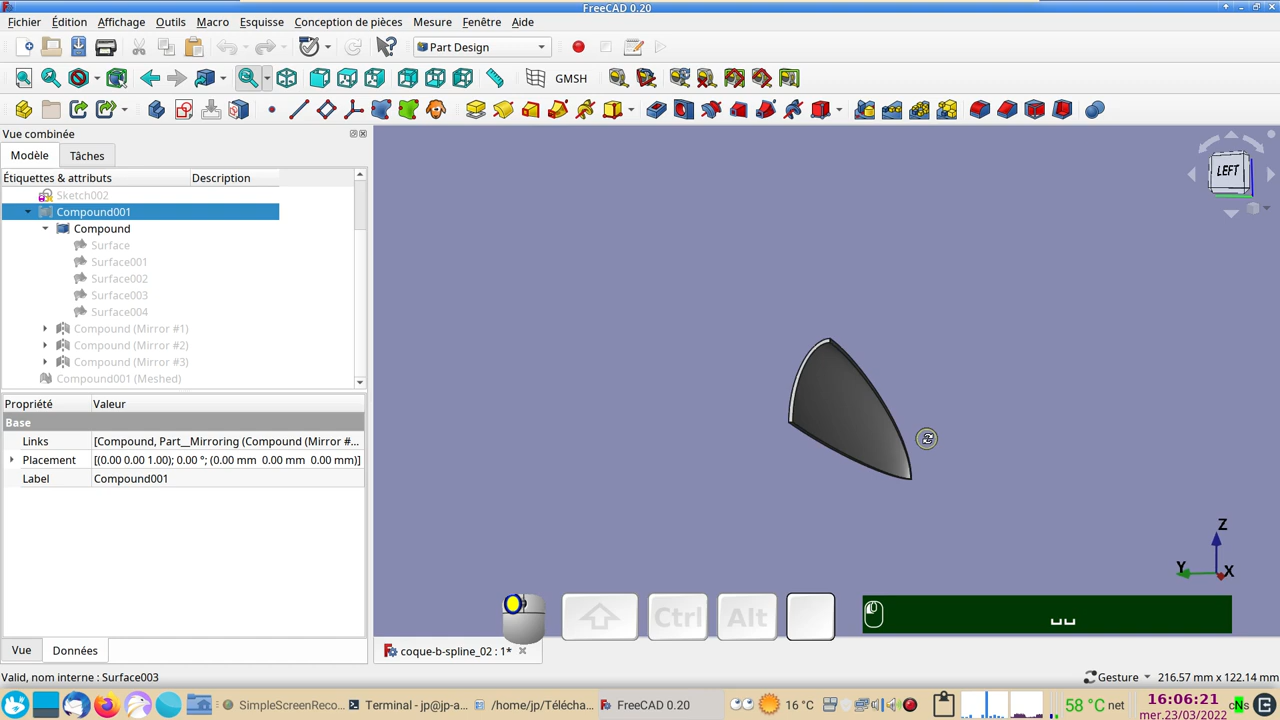 FreeCAD 0.20
Fichier Édition Affichage Outils Macro Esquisse Conception de pièces Mesure Fenêtre Aide
Part Design
GMSH
Vue combinée
Modèle Tâches
Étiquettes & attributs Description
Sketch002
Compound001
Compound
Surface
Surface001
Surface002
Surface003
Surface004
Compound (Mirror #1)
Compound (Mirror #2)
Compound (Mirror #3)
Compound001 (Meshed)
Propriété Valeur
Base
Links [Compound, Part__Mirroring (Compound (Mirror #...
Placement [(0.00 0.00 1.00); 0.00 °; (0.00 mm 0.00 mm 0.00 mm)]
Label Compound001
LEFT
Z
Y
X
Ctrl Alt
Vue Données
coque-b-spline_02 : 1*
Valid, nom interne : Surface003
Gesture 216.57 mm x 122.14 mm
SimpleScreenReco...
Terminal - jp@jp-a...
/home/jp/Télécha...
FreeCAD 0.20
16 °C
58 °C net
16:06:21
mer.23/03/2022
cNs